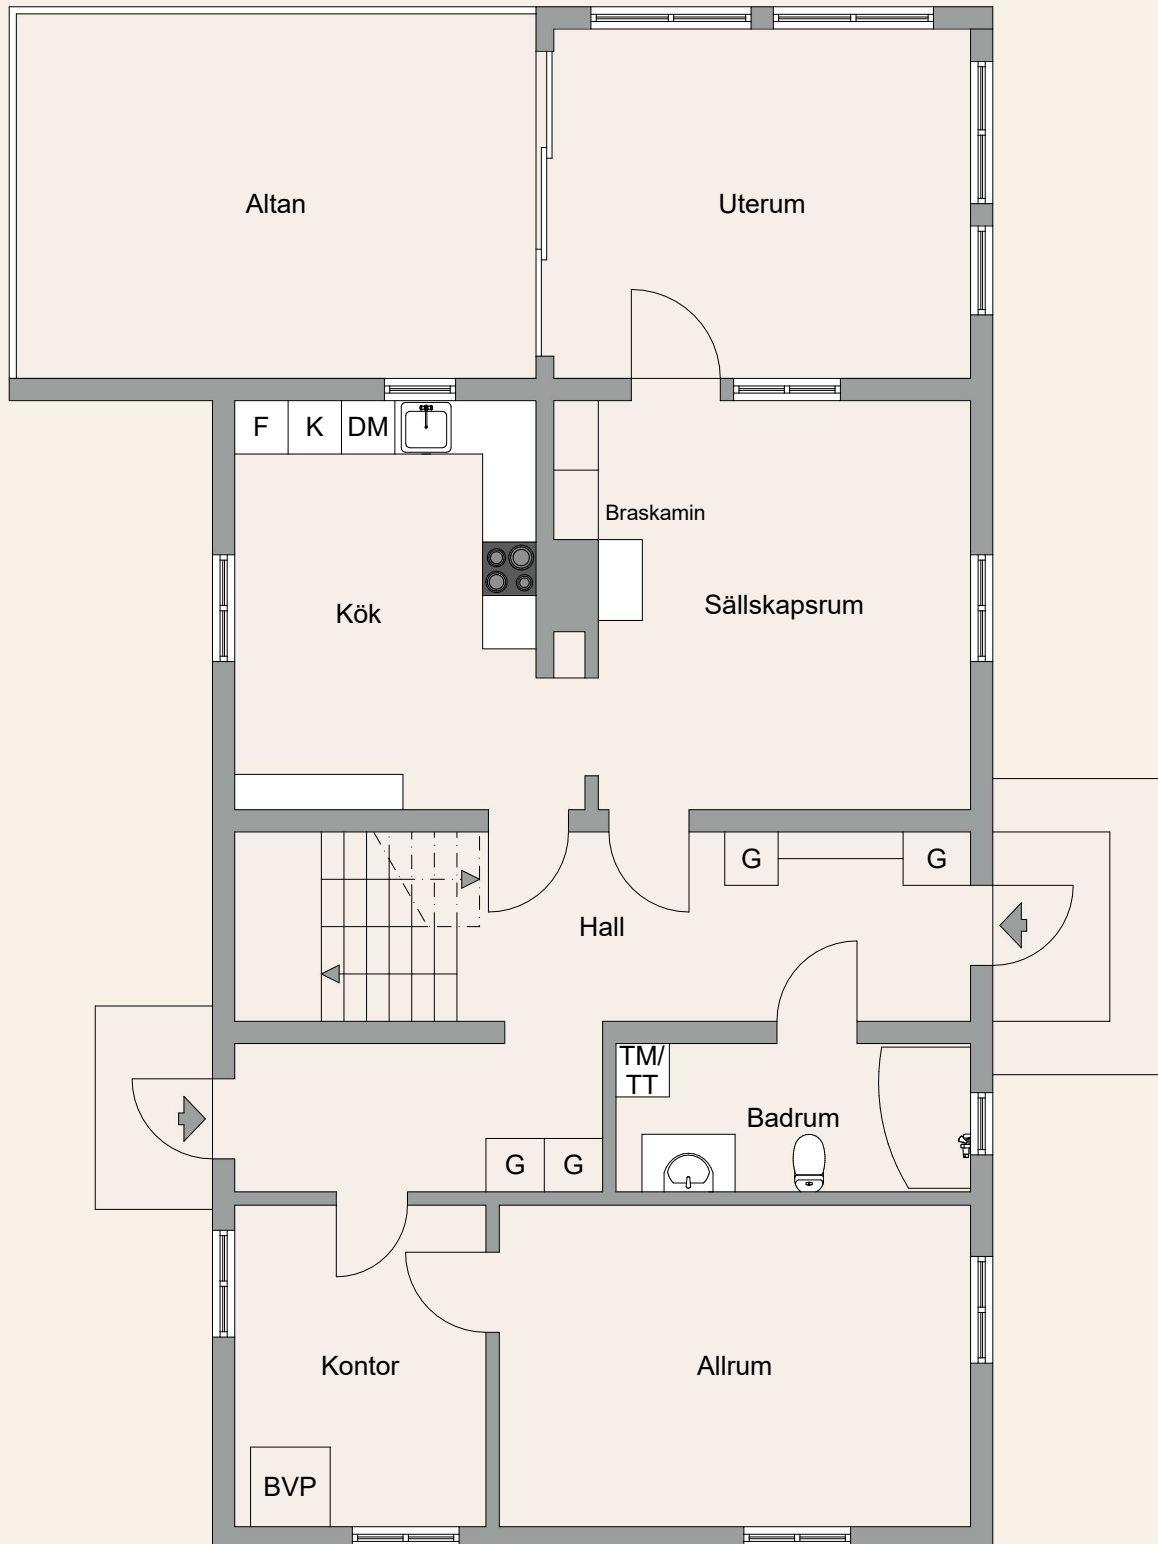 Altan
Uterum
F
K
DM
Braskamin
Kök
Sällskapsrum
G
G
Hall
TM/
TT
Badrum
G
G
Kontor
Allrum
BVP